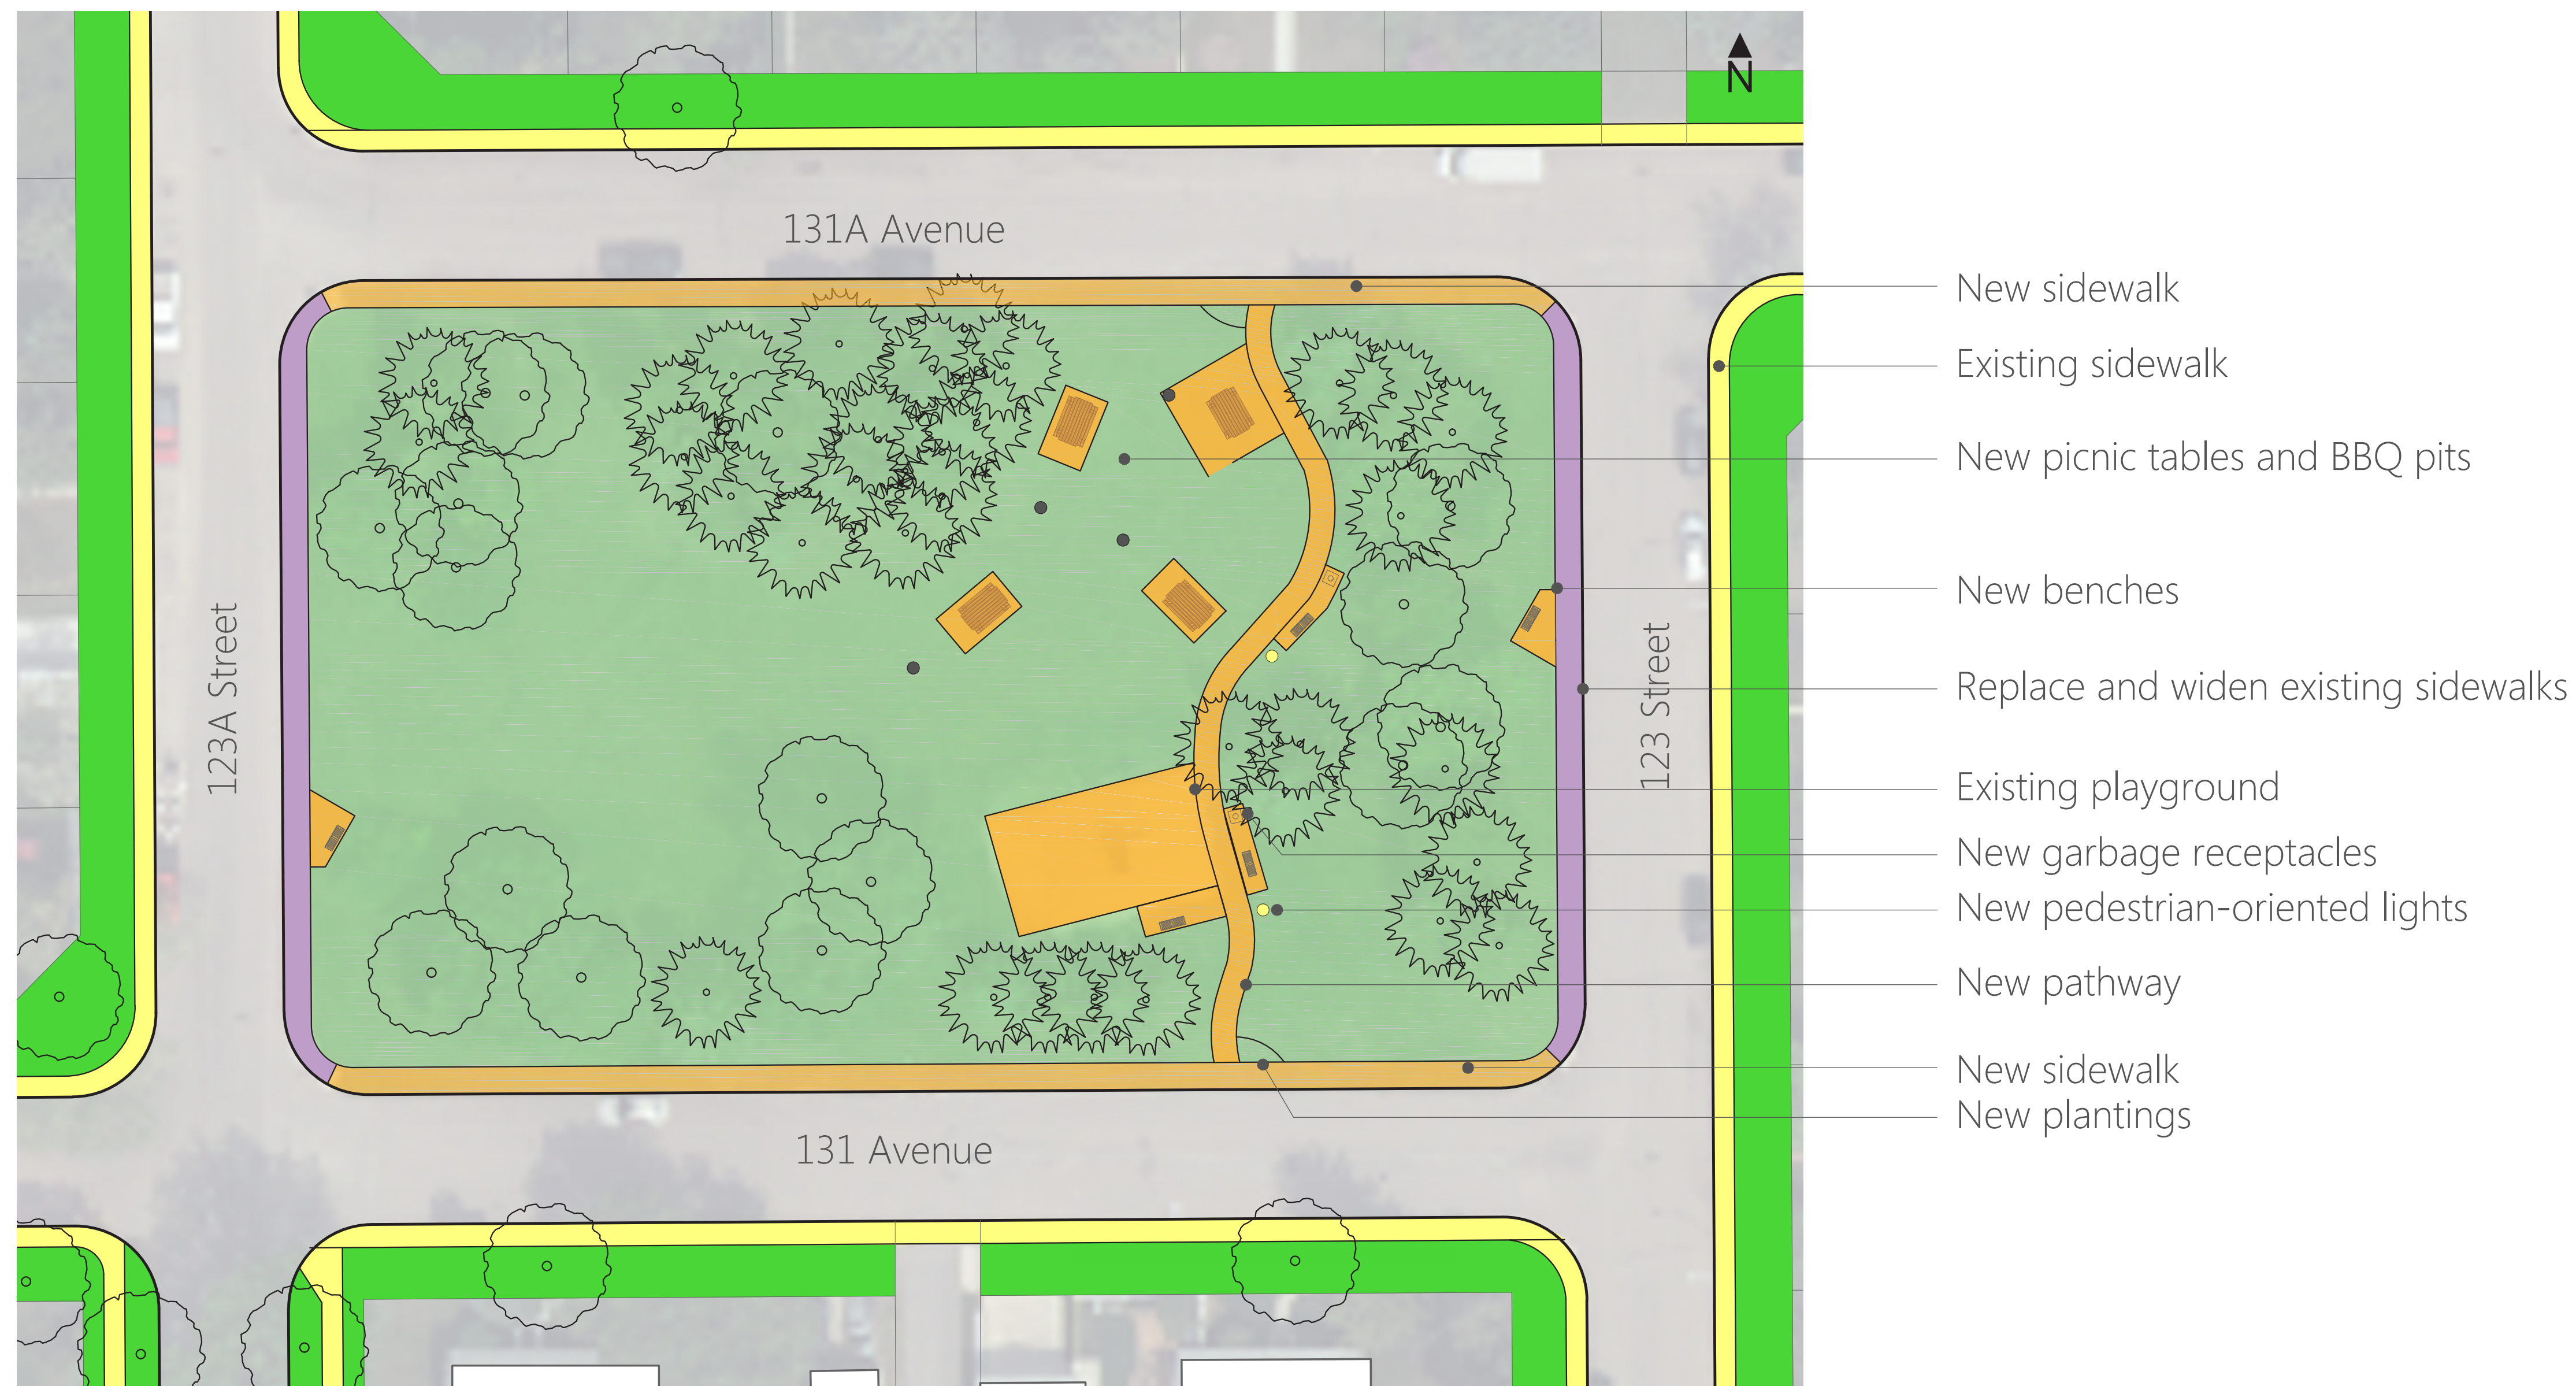 N
131A Avenue
New sidewalk
Existing sidewalk
New picnic tables and BBQ pits
New benches
123A Street
123 Street
Replace and widen existing sidewalks
Existing playground
New garbage receptacles
New pedestrian-oriented lights
New pathway
New sidewalk
New plantings
131 Avenue